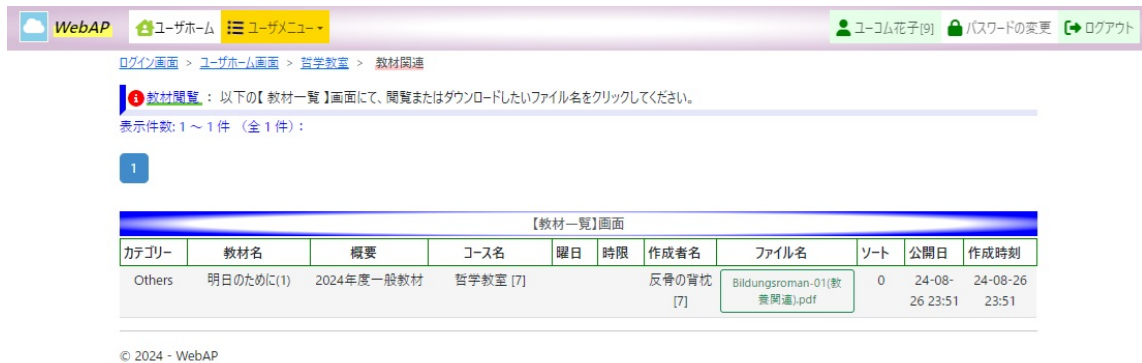 WebAP ユーザホーム ユーザメニュー ユーコム花子[9] パスワードの変更 ログアウト
ログイン画面 > ユーザホーム画面 > 哲学教室 > 教材関連
教材閲覧 : 以下の【 教材一覧 】画面にて、閲覧またはダウンロードしたいファイル名をクリックしてください。
表示件数: 1 ～ 1 件 （全 1 件）:
1
【教材一覧】画面
カテゴリー 教材名 概要 コース名 曜日 時限 作成者名 ファイル名 ソート 公開日 作成時刻
Others 明日のために(1) 2024年度一般教材 哲学教室 [7] 反骨の背枕 [7] Bildungsroman-01(教養関連).pdf 0 24-08-26 23:51 24-08-26 23:51
© 2024 - WebAP